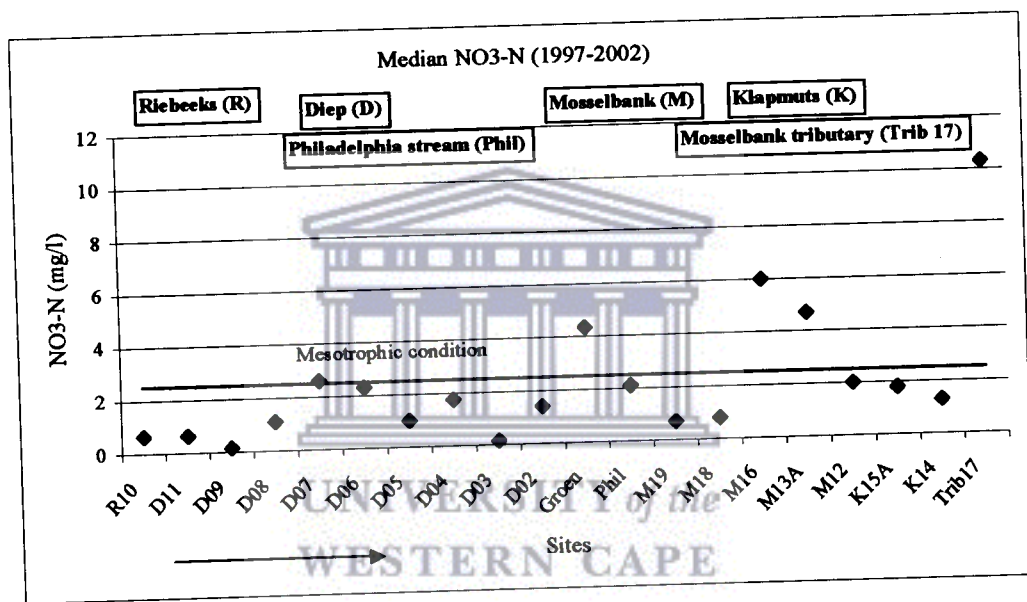 Median NO3-N (1997-2002)
Riebeeks (R)
Diep (D)
Mosselbank (M)
Klapmuts (K)
Philadelphia stream (Phil)
Mosselbank tributary (Trib 17)
12
10
8
6
4
2
0
NO3-N (mg/l)
Mesotrophic condition
R10
D11
D09
D08
D07
D06
D05
D04
D03
D02
Groen
Phil
M19
M18
M16
M13A
M12
K15A
K14
Trib17
Sites
UNIVERSITY of the
WESTERN CAPE